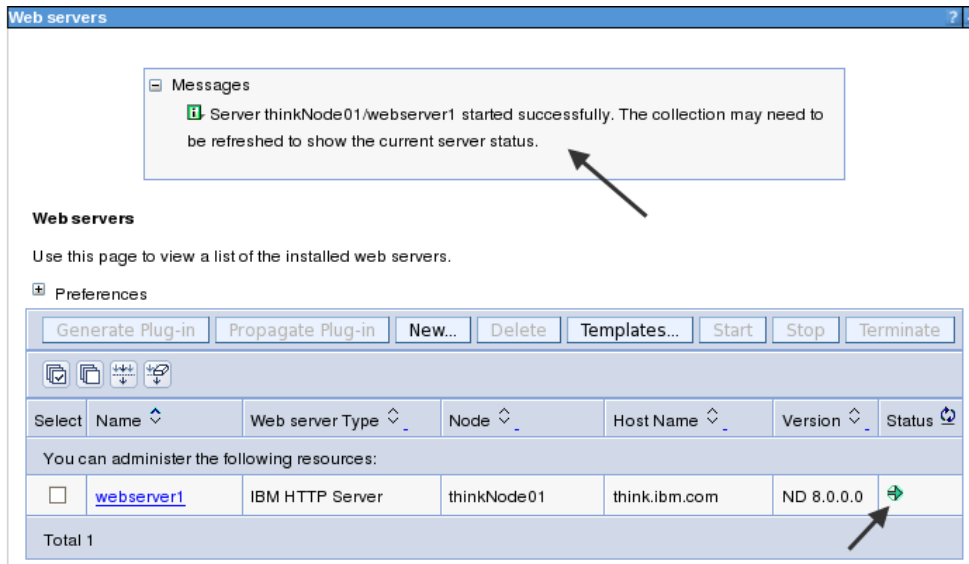 Web servers ?
Messages
Server thinkNode01/webserver1 started successfully. The collection may need to
be refreshed to show the current server status.
Web servers
Use this page to view a list of the installed web servers.
Preferences
Generate Plug-in Propagate Plug-in New... Delete Templates... Start Stop Terminate
Select Name Web server Type Node Host Name Version Status
You can administer the following resources:
webserver1 IBM HTTP Server thinkNode01 think.ibm.com ND 8.0.0.0
Total 1